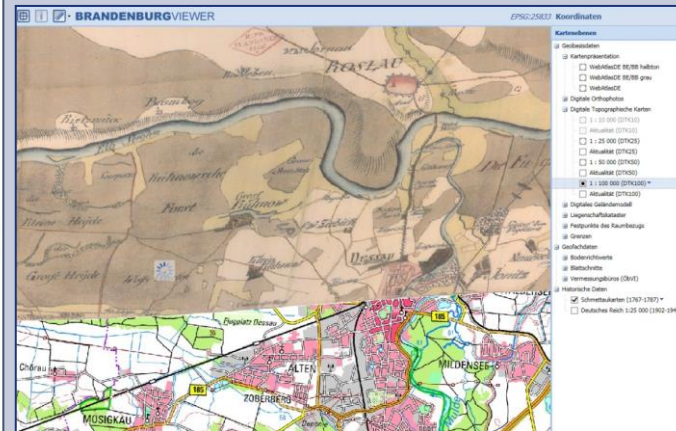 BRANDENBURGVIEWER
EPSG:25833 Koordinaten
Kartenebenen
Geobasisdaten
Kartenpräsentation
WebAtlasDE BE/BB halbton
WebAtlasDE BE/BB grau
WebAtlasDE
Digitale Orthophotos
Digitale Topographische Karten
1 : 10 000 (DTK10)
Aktualität (DTK10)
1 : 25 000 (DTK25)
Aktualität (DTK25)
1 : 50 000 (DTK50)
Aktualität (DTK50)
1 : 100 000 (DTK100)
Aktualität (DTK100)
Digitales Geländemodell
Liegenschaftskataster
Festpunkte des Raumbezugs
Grenzen
Geofachdaten
Bodenrichtwerte
Blattschnitte
Vermessungsbüros (ÖbVI)
Historische Daten
Schmettaukarten (1767-1787)
Deutsches Reich 1:25 000 (1902-194
ROSLAU
Dessau
Flugplatz Dessau
185
Chörau
ALTEN
MILDENSEE
185
ZOBERBERG
MOSIGKAU